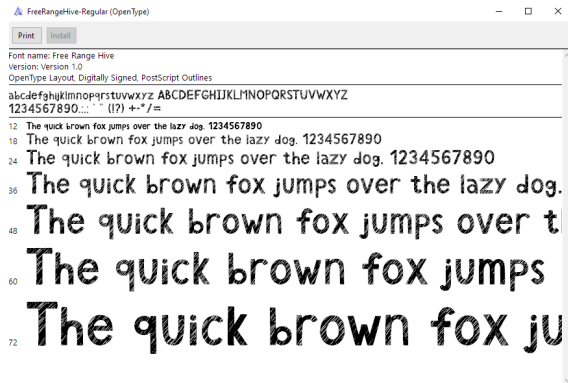 FreeRangeHive-Regular (OpenType)
Print Install
Font name: Free Range Hive
Version: Version 1.0
OpenType Layout, Digitally Signed, PostScript Outlines
abcdefghijklmnopqrstuvwxyz ABCDEFGHIJKLMNOPQRSTUVWXYZ
1234567890.:,; ' " (!?) +-*/=
12 The quick brown fox jumps over the lazy dog. 1234567890
18 The quick brown fox jumps over the lazy dog. 1234567890
24 The quick brown fox jumps over the lazy dog. 1234567890
36 The quick brown fox jumps over the lazy dog.
48 The quick brown fox jumps over t
60 The quick brown fox jumps
72 The quick brown fox ju